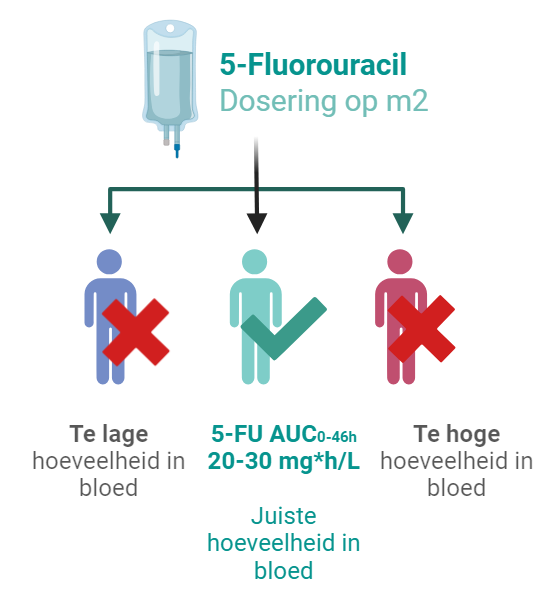 5-Fluorouracil
Dosering op m2
Te lage
hoeveelheid in
bloed
5-FU AUC0-46h
20-30 mg*h/L
Juiste
hoeveelheid in
bloed
Te hoge
hoeveelheid in
bloed